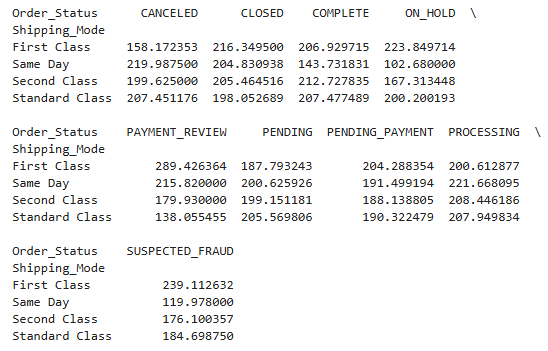 Order_Status CANCELED CLOSED COMPLETE ON_HOLD \
Shipping_Mode
First Class 158.172353 216.349500 206.929715 223.849714
Same Day 219.987500 204.830938 143.731831 102.680000
Second Class 199.625000 205.464516 212.727835 167.313448
Standard Class 207.451176 198.052689 207.477489 200.200193
Order_Status PAYMENT_REVIEW PENDING PENDING_PAYMENT PROCESSING \
Shipping_Mode
First Class 289.426364 187.793243 204.288354 200.612877
Same Day 215.820000 200.625926 191.499194 221.668095
Second Class 179.930000 199.151181 188.138805 208.446186
Standard Class 138.055455 205.569806 190.322479 207.949834
Order_Status SUSPECTED_FRAUD
Shipping_Mode
First Class 239.112632
Same Day 119.978000
Second Class 176.100357
Standard Class 184.698750